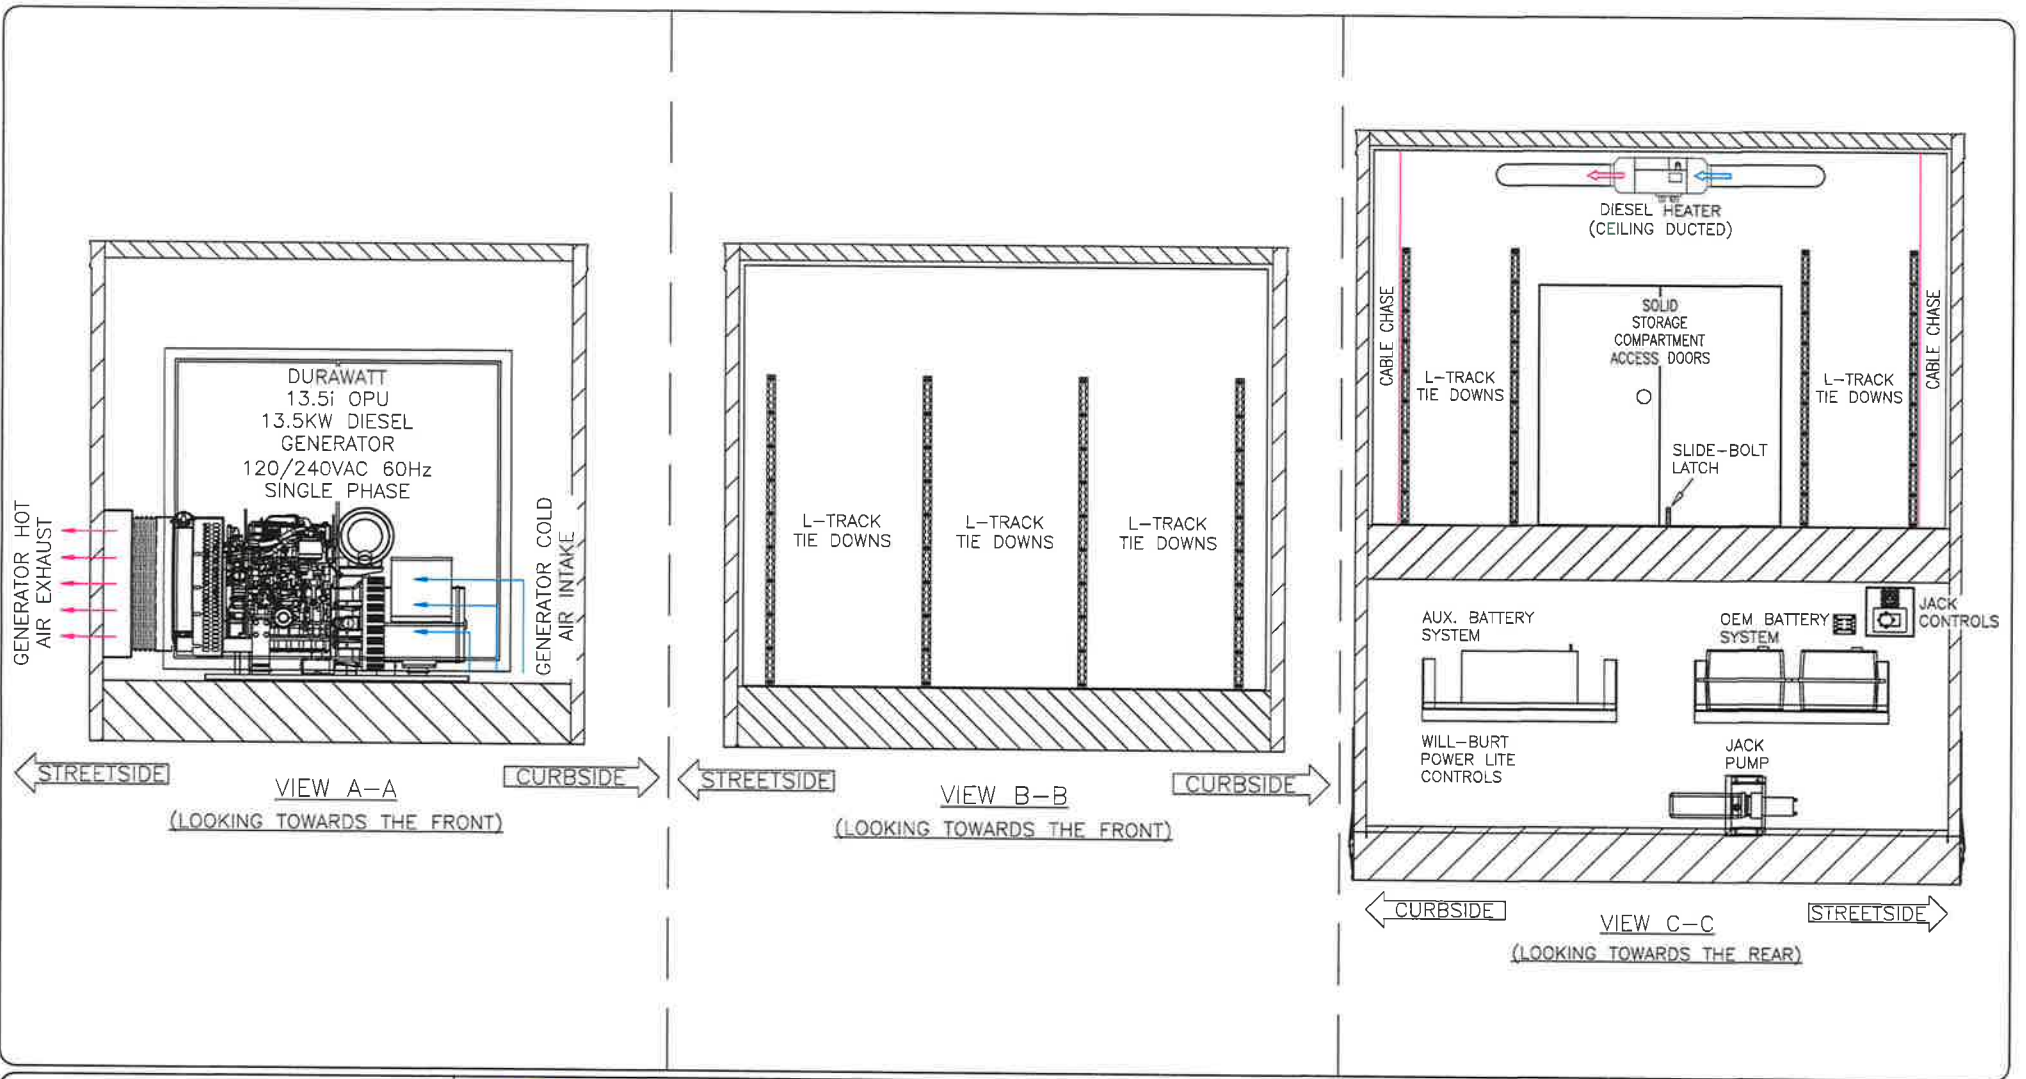 DURAWATT
13.5i OPU
13.5KW DIESEL
GENERATOR
120/240VAC 60Hz
SINGLE PHASE
GENERATOR HOT
AIR EXHAUST
GENERATOR COLD
AIR INTAKE
STREETSIDE
CURBSIDE
VIEW A-A
(LOOKING TOWARDS THE FRONT)
L-TRACK
TIE DOWNS
L-TRACK
TIE DOWNS
L-TRACK
TIE DOWNS
STREETSIDE
CURBSIDE
VIEW B-B
(LOOKING TOWARDS THE FRONT)
DIESEL HEATER
(CEILING DUCTED)
CABLE CHASE
L-TRACK
TIE DOWNS
SOLID
STORAGE
COMPARTMENT
ACCESS DOORS
SLIDE-BOLT
LATCH
L-TRACK
TIE DOWNS
CABLE CHASE
AUX. BATTERY
SYSTEM
OEM BATTERY
SYSTEM
JACK
CONTROLS
WILL-BURT
POWER LITE
CONTROLS
JACK
PUMP
CURBSIDE
STREETSIDE
VIEW C-C
(LOOKING TOWARDS THE REAR)